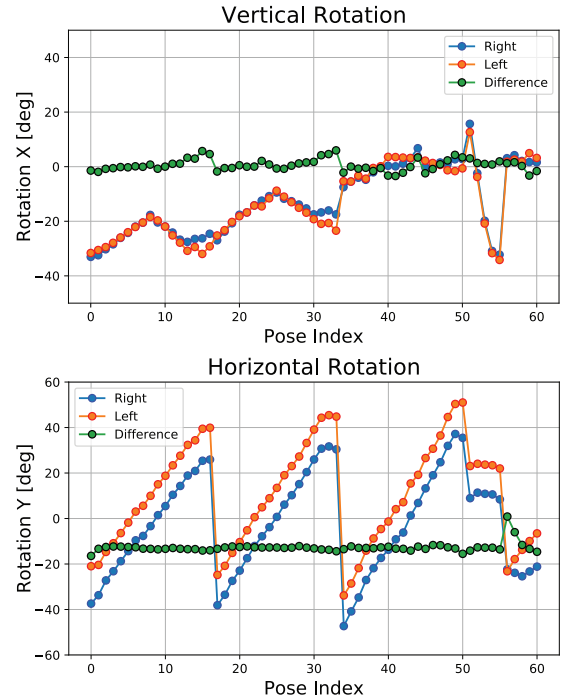 Vertical Rotation
40
20
0
−20
−40
Rotation X [deg]
Right
Left
Difference
0
10
20
30
40
50
60
Pose Index
Horizontal Rotation
60
40
20
0
−20
−40
−60
Rotation Y [deg]
Right
Left
Difference
0
10
20
30
40
50
60
Pose Index